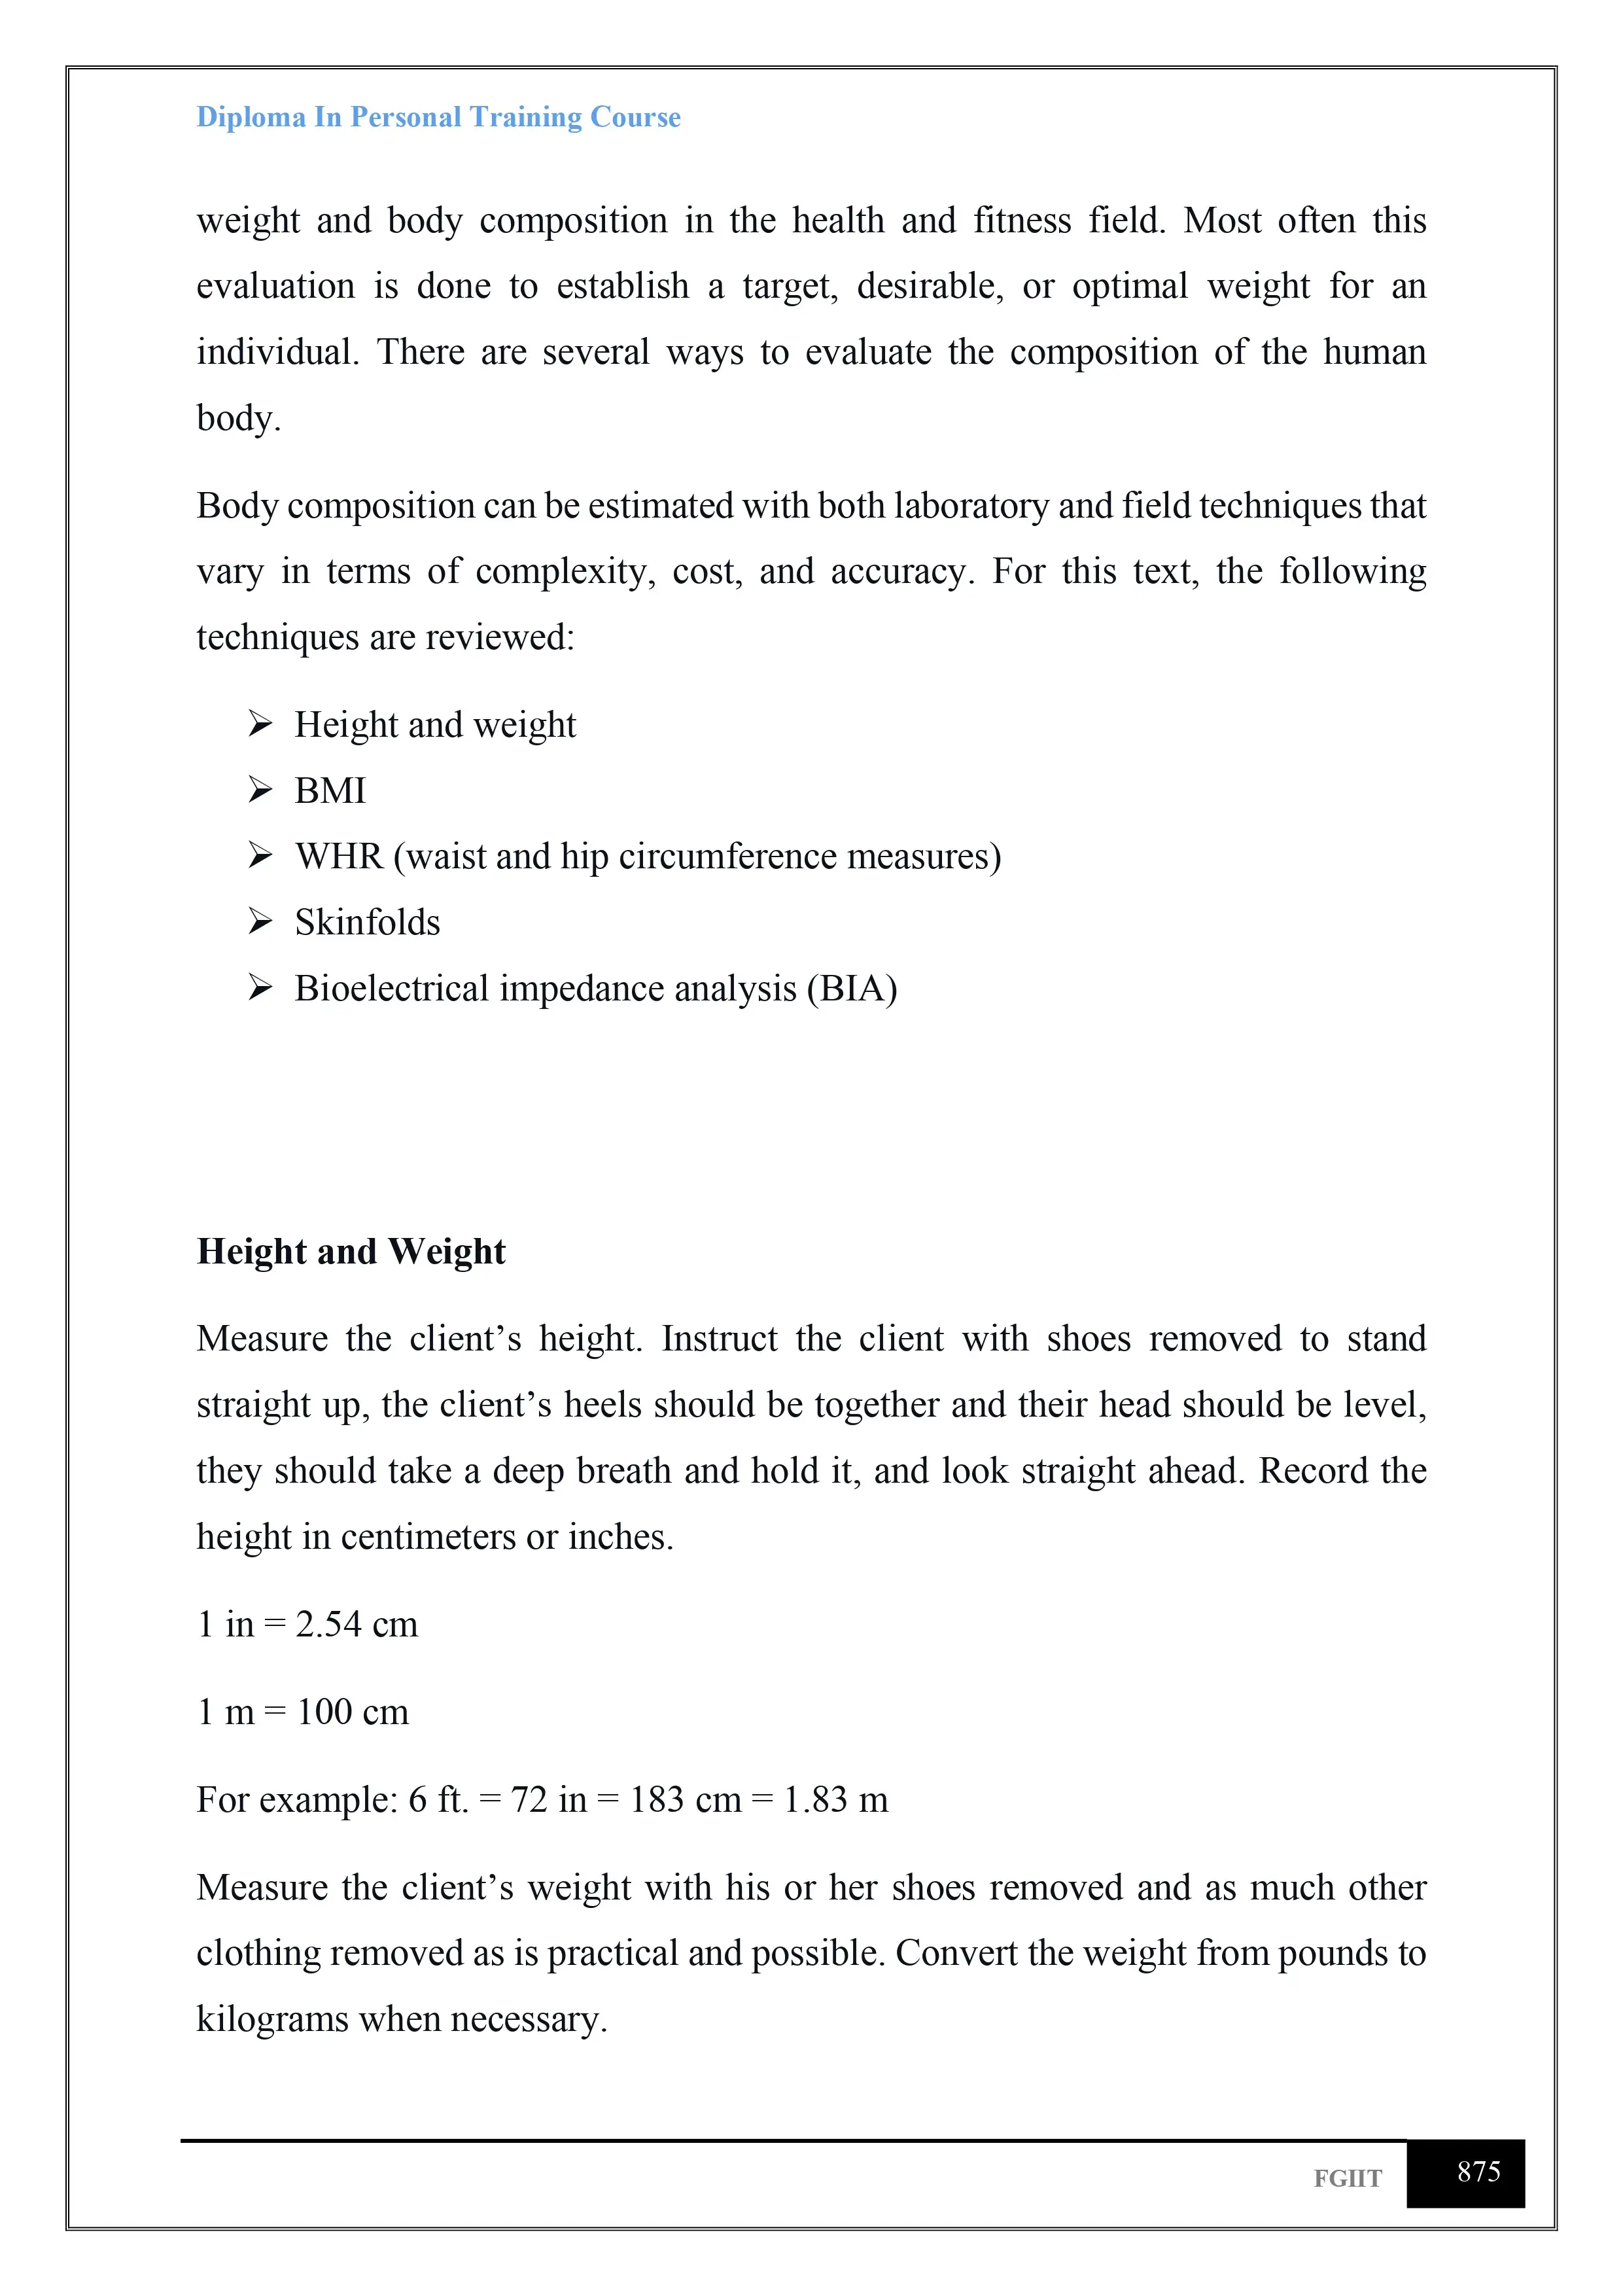 Diploma In Personal Training Course
weight and body composition in the health and fitness field. Most often this
evaluation is done to establish a target, desirable, or optimal weight for an
individual. There are several ways to evaluate the composition of the human
body.
Body composition can be estimated with both laboratory and field techniques that
vary in terms of complexity, cost, and accuracy. For this text, the following
techniques are reviewed:
➢ Height and weight
➢ BMI
➢ WHR (waist and hip circumference measures)
➢ Skinfolds
➢ Bioelectrical impedance analysis (BIA)
Height and Weight
Measure the client’s height. Instruct the client with shoes removed to stand
straight up, the client’s heels should be together and their head should be level,
they should take a deep breath and hold it, and look straight ahead. Record the
height in centimeters or inches.
1 in = 2.54 cm
1 m = 100 cm
For example: 6 ft. = 72 in = 183 cm = 1.83 m
Measure the client’s weight with his or her shoes removed and as much other
clothing removed as is practical and possible. Convert the weight from pounds to
kilograms when necessary.
FGIIT 875